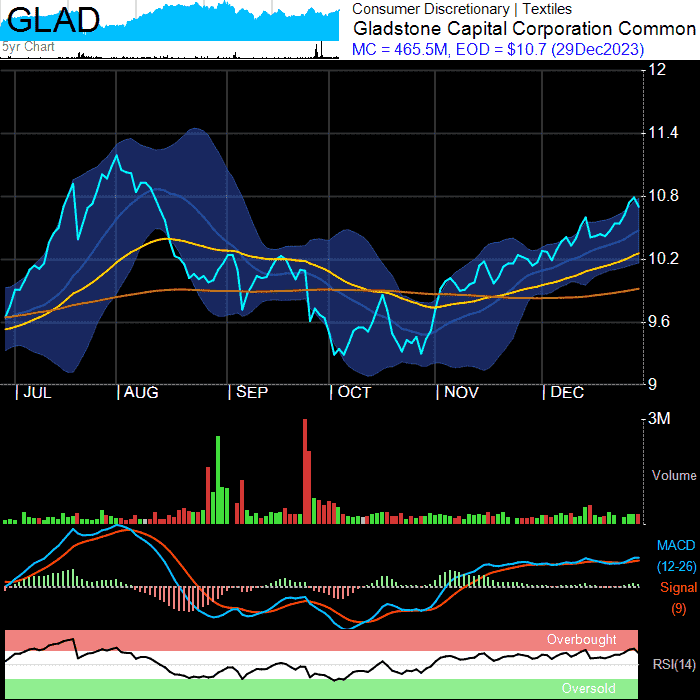 GLAD
5yr Chart
Consumer Discretionary | Textiles
Gladstone Capital Corporation Common
MC = 465.5M, EOD = $10.7 (29Dec2023)
12
11.4
10.8
10.2
9.6
9
| JUL | AUG | SEP | OCT | NOV | DEC
3M
Volume
MACD
(12-26)
Signal
(9)
Overbought
RSI(14)
Oversold